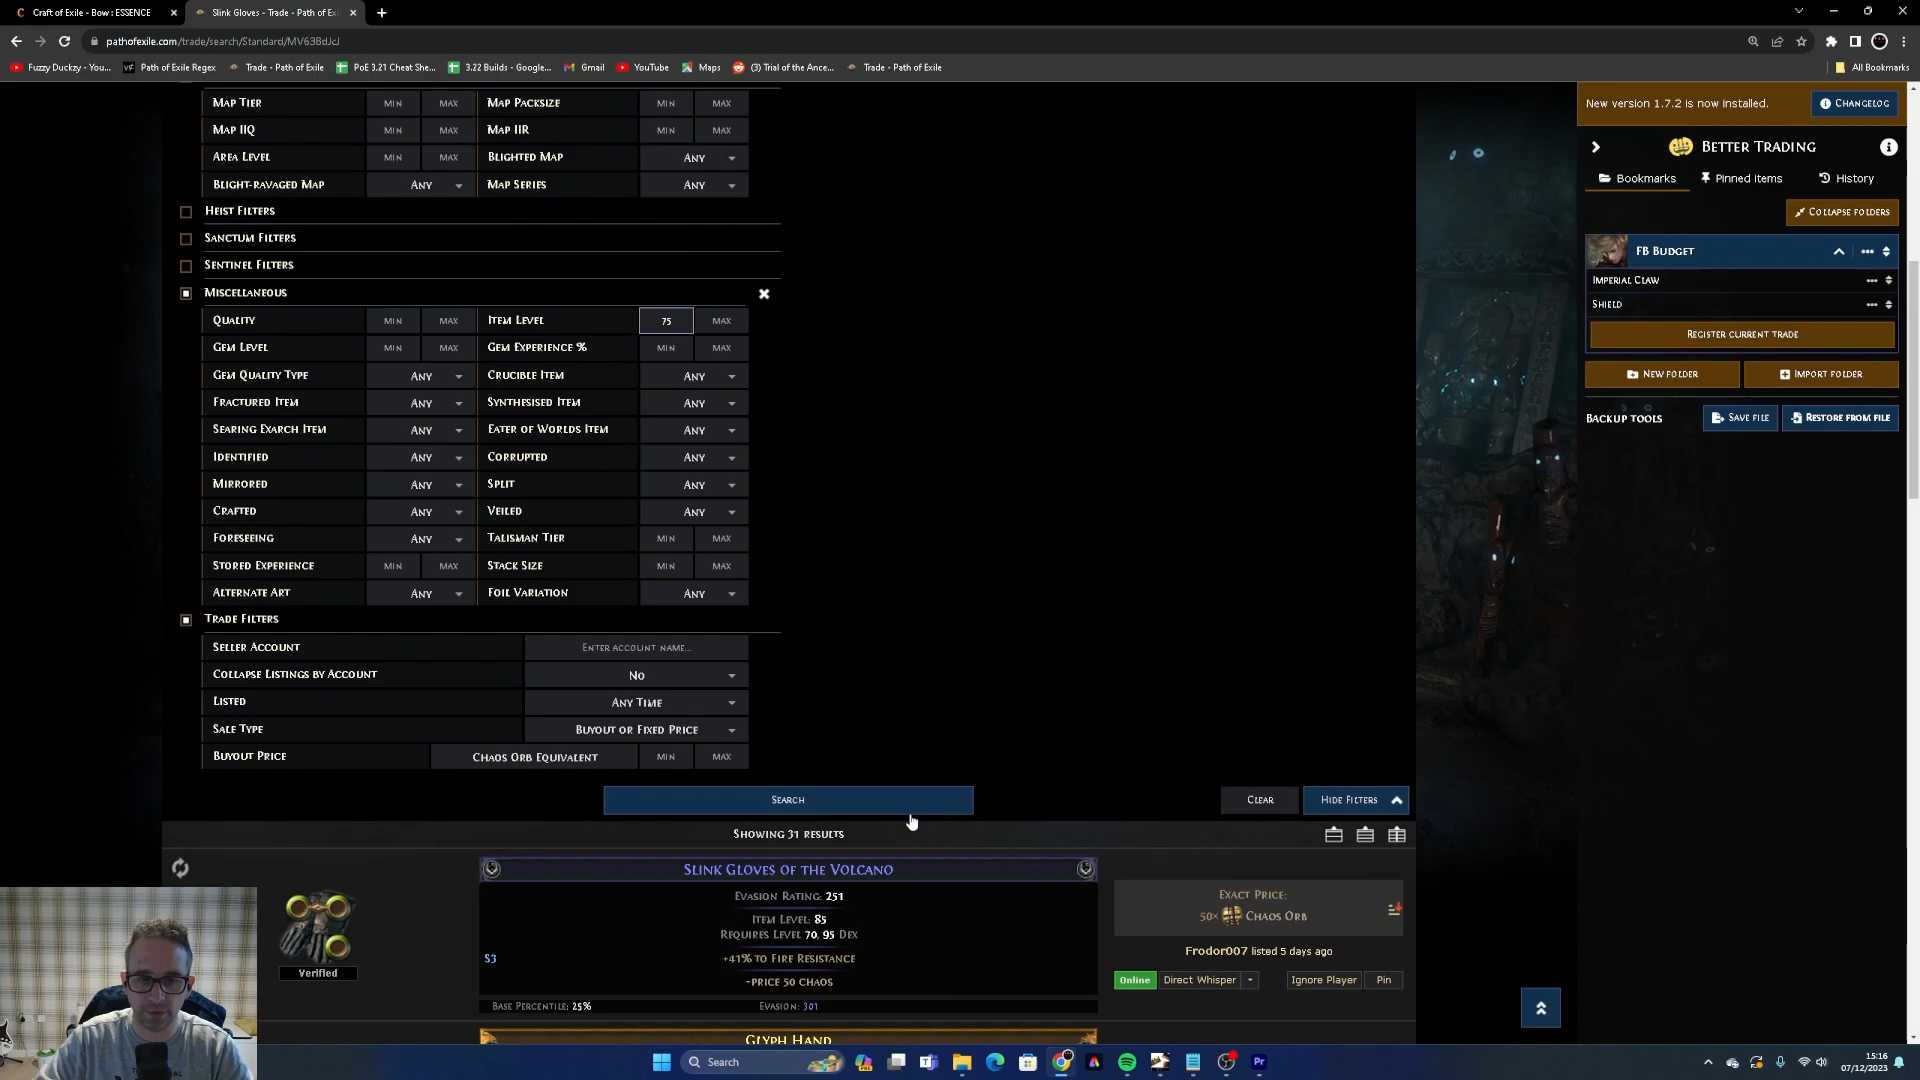 Craft of Exile - Bow : ESSENCE
Slink Gloves - Trade - Path of Exi
pathofexile.com/trade/search/Standard/MV63BdJcJ
Fuzzy Duckzy - You...
Path of Exile Regex
Trade - Path of Exile
PoE 3.21 Cheat She...
3.22 Builds - Google...
Gmail
YouTube
Maps
(3) Trial of the Ance...
Trade - Path of Exile
All Bookmarks
Map Tier MIN MAX Map Packsize MIN MAX
Map IIQ MIN MAX Map IIR MIN MAX
Area Level MIN MAX Blighted Map Any
Blight-ravaged Map Any Map Series Any
Heist Filters
Sanctum Filters
Sentinel Filters
Miscellaneous
Quality MIN MAX Item Level 75 MAX
Gem Level MIN MAX Gem Experience % MIN MAX
Gem Quality Type Any Crucible Item Any
Fractured Item Any Synthesised Item Any
Searing Exarch Item Any Eater of Worlds Item Any
Identified Any Corrupted Any
Mirrored Any Split Any
Crafted Any Veiled Any
Foreseeing Any Talisman Tier MIN MAX
Stored Experience MIN MAX Stack Size MIN MAX
Alternate Art Any Foil Variation Any
Trade Filters
Seller Account Enter account name...
Collapse Listings by Account No
Listed Any Time
Sale Type Buyout or Fixed Price
Buyout Price Chaos Orb Equivalent MIN MAX
Search
Clear
Hide Filters
Showing 31 results
Slink Gloves of the Volcano
Evasion Rating: 251
Item Level: 85
Requires Level 70, 95 Dex
S3
+41% to Fire Resistance
~price 50 chaos
Base Percentile: 25%
Evasion: 301
Verified
Exact Price:
50× Chaos Orb
Frodor007 listed 5 days ago
Online
Direct Whisper
Ignore Player
Pin
Glyph Hand
New version 1.7.2 is now installed.
Changelog
Better Trading
Bookmarks
Pinned items
History
Collapse folders
FB Budget
Imperial Claw
Shield
Register current trade
New folder
Import folder
Backup tools
Save file
Restore from file
Search
15:16
07/12/2023